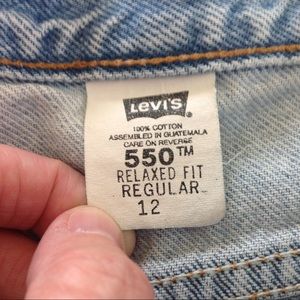 LEVI'S
100% COTTON
ASSEMBLED IN GUATEMALA
CARE ON REVERSE
550™
RELAXED FIT
REGULAR
12